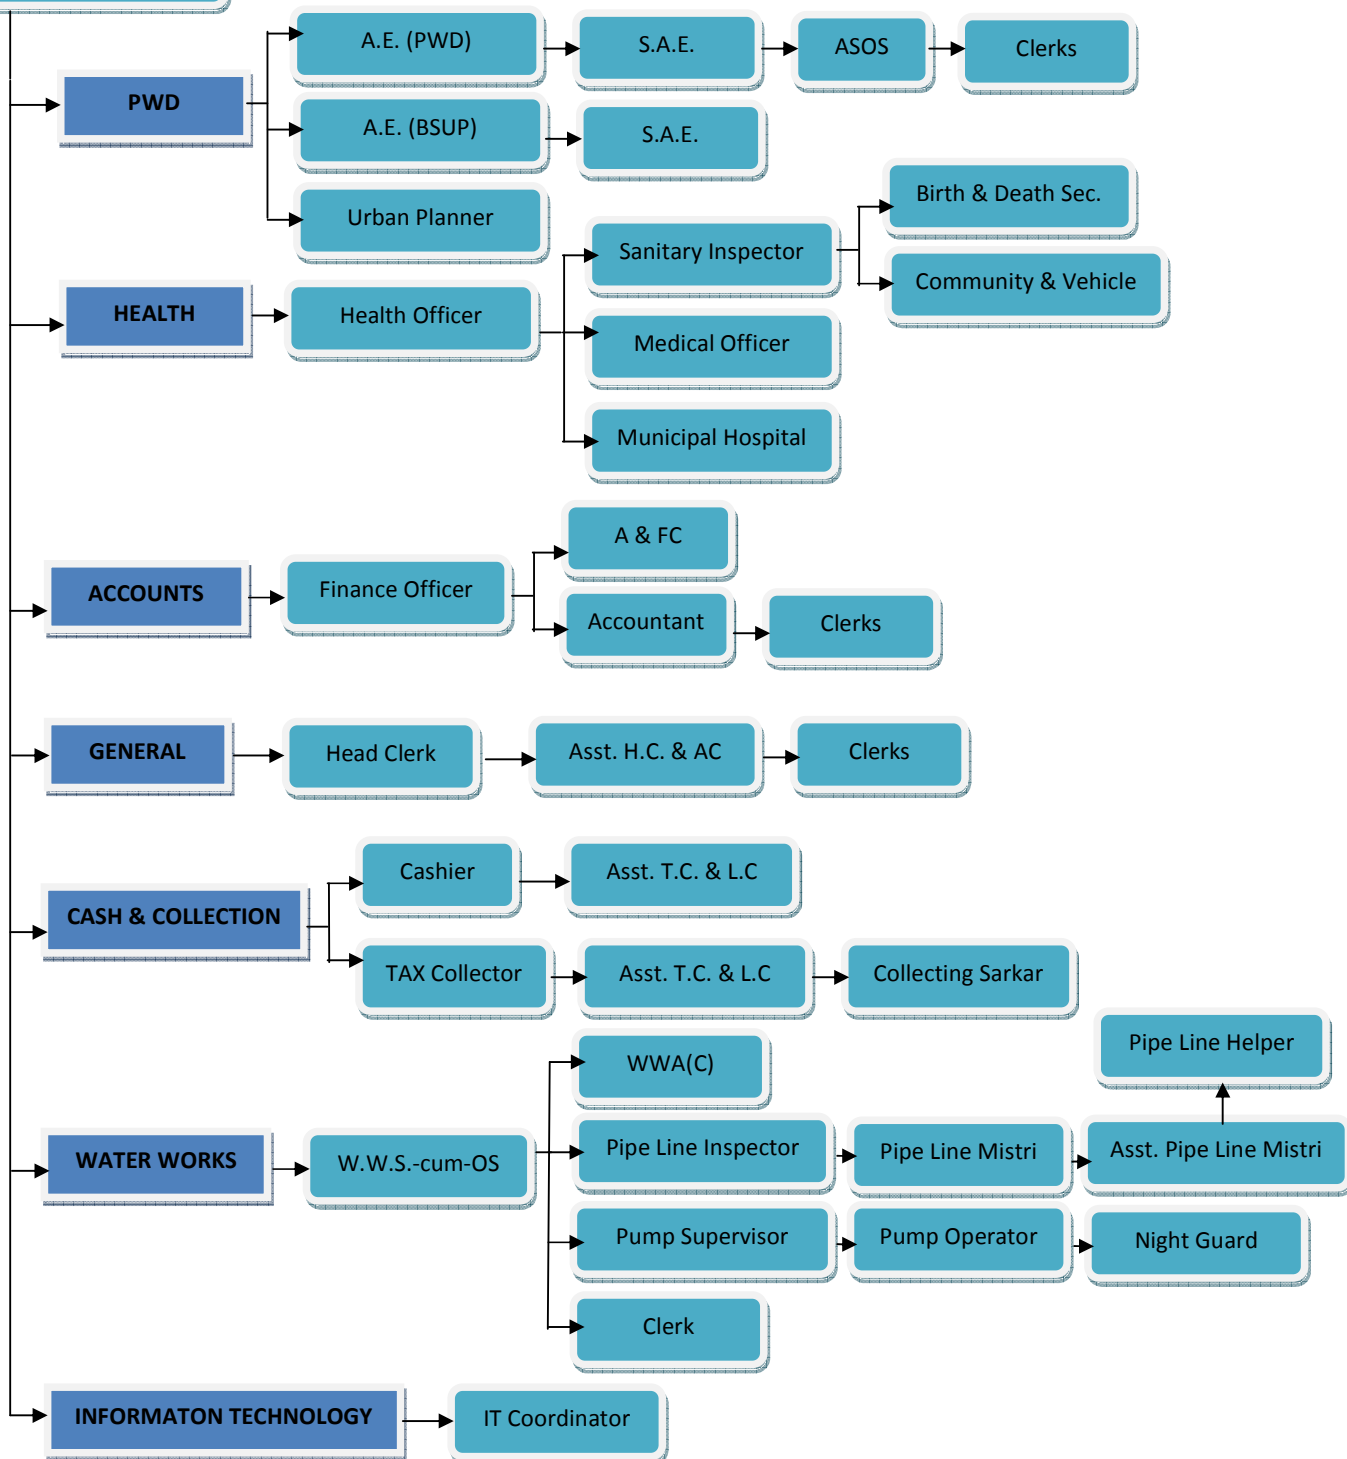 PWD
A.E. (PWD)
S.A.E.
ASOS
Clerks
A.E. (BSUP)
S.A.E.
Urban Planner
HEALTH
Health Officer
Sanitary Inspector
Birth & Death Sec.
Community & Vehicle
Medical Officer
Municipal Hospital
ACCOUNTS
Finance Officer
A & FC
Accountant
Clerks
GENERAL
Head Clerk
Asst. H.C. & AC
Clerks
CASH & COLLECTION
Cashier
Asst. T.C. & L.C
TAX Collector
Asst. T.C. & L.C
Collecting Sarkar
WATER WORKS
W.W.S.-cum-OS
WWA(C)
Pipe Line Inspector
Pipe Line Mistri
Asst. Pipe Line Mistri
Pipe Line Helper
Pump Supervisor
Pump Operator
Night Guard
Clerk
INFORMATON TECHNOLOGY
IT Coordinator